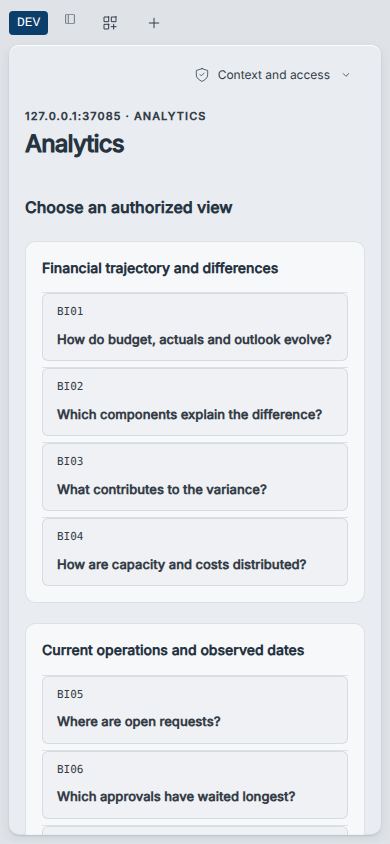 DEV
Context and access
127.0.0.1:37085 · ANALYTICS
Analytics
Choose an authorized view
Financial trajectory and differences
BI01
How do budget, actuals and outlook evolve?
BI02
Which components explain the difference?
BI03
What contributes to the variance?
BI04
How are capacity and costs distributed?
Current operations and observed dates
BI05
Where are open requests?
BI06
Which approvals have waited longest?